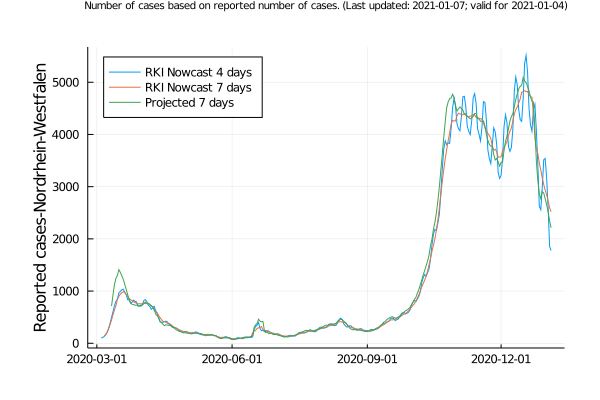 Number of cases based on reported number of cases. (Last updated: 2021-01-07; valid for 2021-01-04)
RKI Nowcast 4 days
RKI Nowcast 7 days
Projected 7 days
Reported cases-Nordrhein-Westfalen
5000
4000
3000
2000
1000
0
2020-03-01 2020-06-01 2020-09-01 2020-12-01